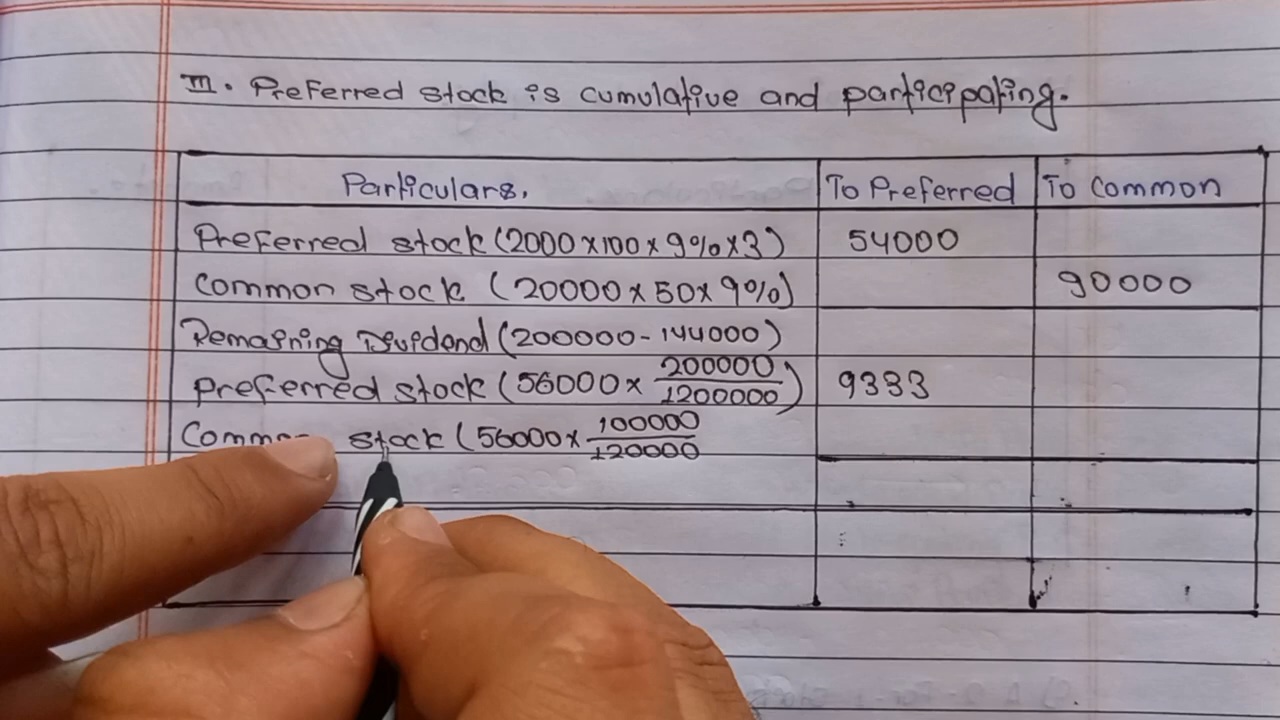 III. Preferred stock is cumulative and participating.
Particulars. To Preferred To Common
Preferred stock (2000×100×9%×3) 54000
Common stock (20000×50×9%) 90000
Remaining Dividend (200000-144000)
Preferred stock (56000× 200000/1200000) 9333
stock (56000× 100000/120000